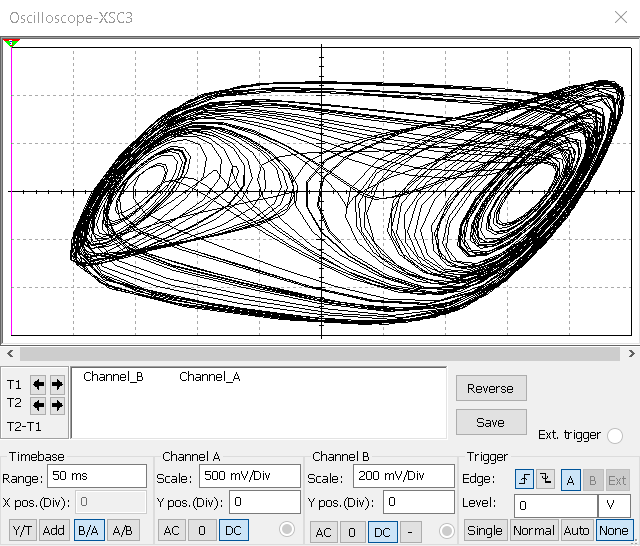 Oscilloscope-XSC3
Channel_B Channel_A
T1
T2
T2-T1
Reverse
Save
Ext. trigger
Timebase
Range: 50 ms
X pos.(Div): 0
Y/T Add B/A A/B
Channel A
Scale: 500 mV/Div
Y pos.(Div): 0
AC 0 DC
Channel B
Scale: 200 mV/Div
Y pos.(Div): 0
AC 0 DC -
Trigger
Edge: A B Ext
Level: 0 V
Single Normal Auto None